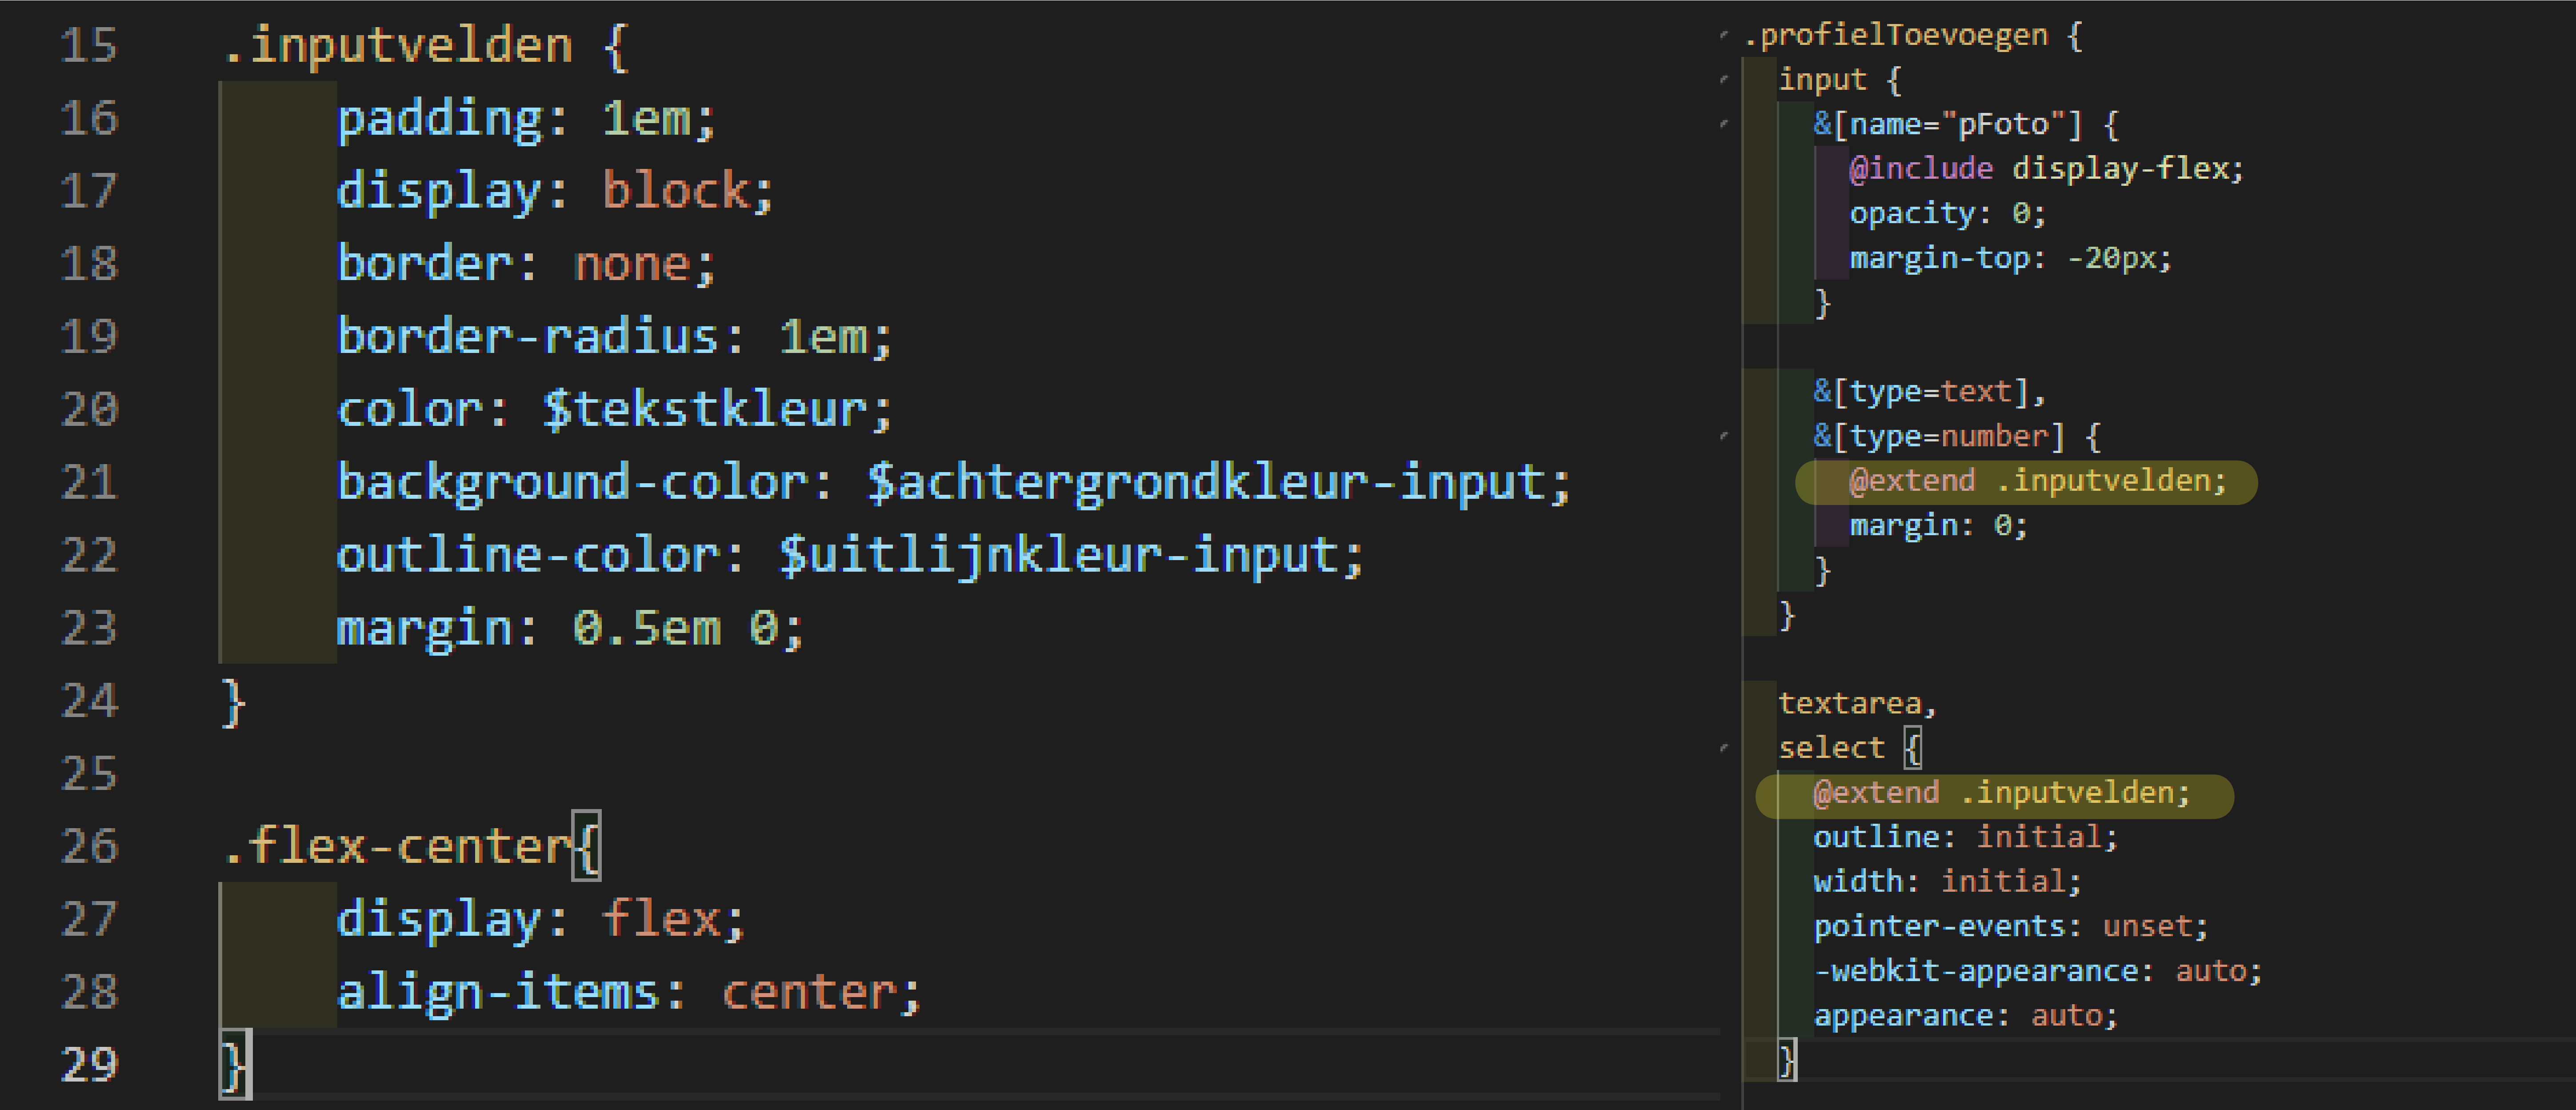 15 .inputvelden {
16 padding: 1em;
17 display: block;
18 border: none;
19 border-radius: 1em;
20 color: $tekstkleur;
21 background-color: $achtergrondkleur-input;
22 outline-color: $uitlijnkleur-input;
23 margin: 0.5em 0;
24 }
25
26 .flex-center{
27 display: flex;
28 align-items: center;
29 }
.profielToevoegen {
input {
&[name="pFoto"] {
@include display-flex;
opacity: 0;
margin-top: -20px;
}
&[type=text],
&[type=number] {
@extend .inputvelden;
margin: 0;
}
}
textarea,
select {
@extend .inputvelden;
outline: initial;
width: initial;
pointer-events: unset;
-webkit-appearance: auto;
appearance: auto;
}